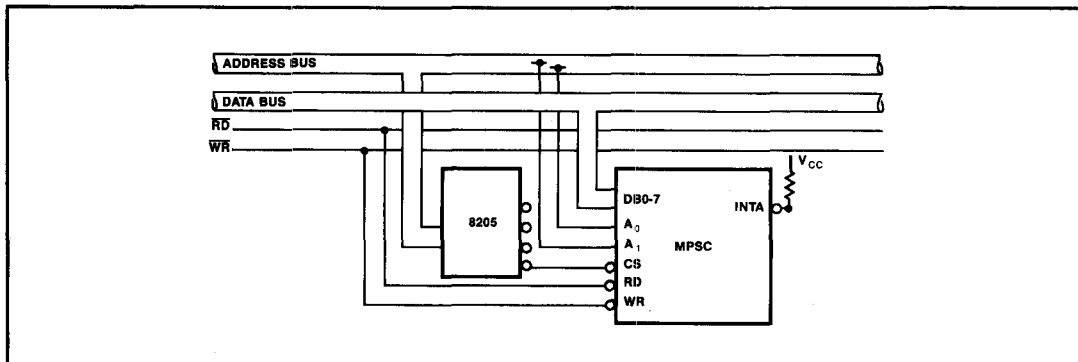 ADDRESS BUS
DATA BUS
RD
WR
VCC
8205
DB0-7
INTA
A0
A1
MPSC
CS
RD
WR